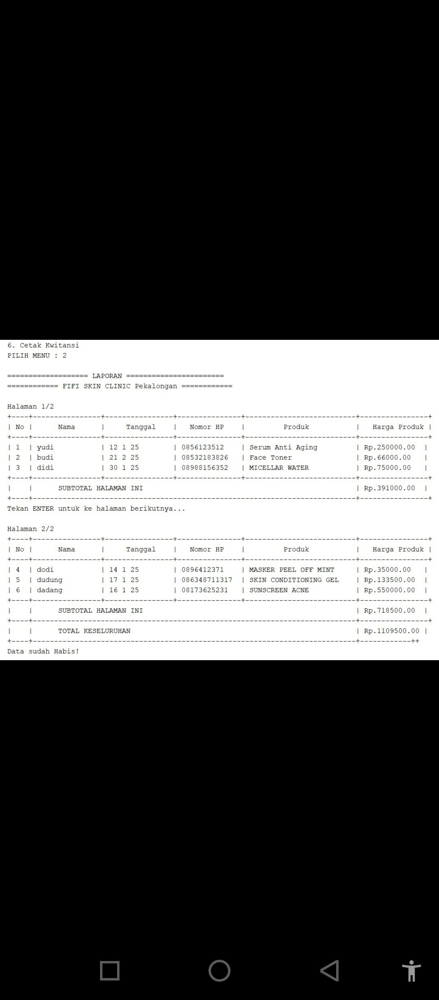 6. Cetak Kwitansi
PILIH MENU : 2
=================== LAPORAN =======================
============ FIFI SKIN CLINIC Pekalongan ============
Halaman 1/2
+----+----------------+----------------+---------------+--------------------------+----------------+
| No |      Nama      |     Tanggal    |   Nomor HP    |         Produk           |   Harga Produk |
+----+----------------+----------------+---------------+--------------------------+----------------+
| 1  | yudi           | 12 1 25        | 0856123512    | Serum Anti Aging         | Rp.250000.00  |
| 2  | budi           | 21 2 25        | 08532183826   | Face Toner               | Rp.66000.00   |
| 3  | didi           | 30 1 25        | 08988156352   | MICELLAR WATER           | Rp.75000.00   |
+----+----------------+----------------+---------------+--------------------------+----------------+
|    |      SUBTOTAL HALAMAN INI                                                  | Rp.391000.00  |
+----+----------------------------------------------------------------------------+----------------+
Tekan ENTER untuk ke halaman berikutnya...
Halaman 2/2
+----+----------------+----------------+---------------+--------------------------+----------------+
| No |      Nama      |     Tanggal    |   Nomor HP    |         Produk           |   Harga Produk |
+----+----------------+----------------+---------------+--------------------------+----------------+
| 4  | dodi           | 14 1 25        | 0896412371    | MASKER PEEL OFF MINT     | Rp.35000.00   |
| 5  | dudung         | 17 1 25        | 086348711317  | SKIN CONDITIONING GEL    | Rp.133500.00  |
| 6  | dadang         | 16 1 25        | 08173625231   | SUNSCREEN ACNE           | Rp.550000.00  |
+----+----------------+----------------+---------------+--------------------------+----------------+
|    |      SUBTOTAL HALAMAN INI                                                  | Rp.718500.00  |
+----+----------------------------------------------------------------------------+----------------+
|    |      TOTAL KESELURUHAN                                                     | Rp.1109500.00 |
+----+----------------------------------------------------------------------------+------------++
Data sudah Habis!